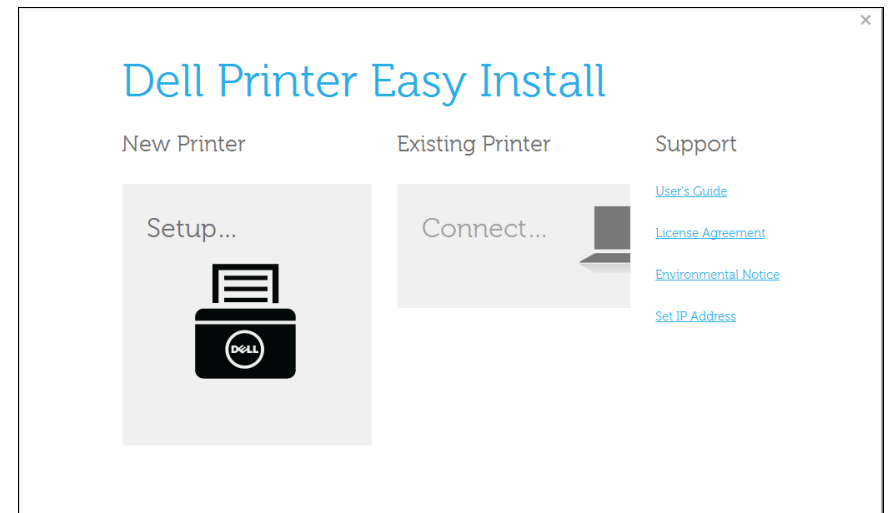 ×
Dell Printer Easy Install
New Printer
Setup...
DELL
Existing Printer
Connect...
Support
User's Guide
License Agreement
Environmental Notice
Set IP Address